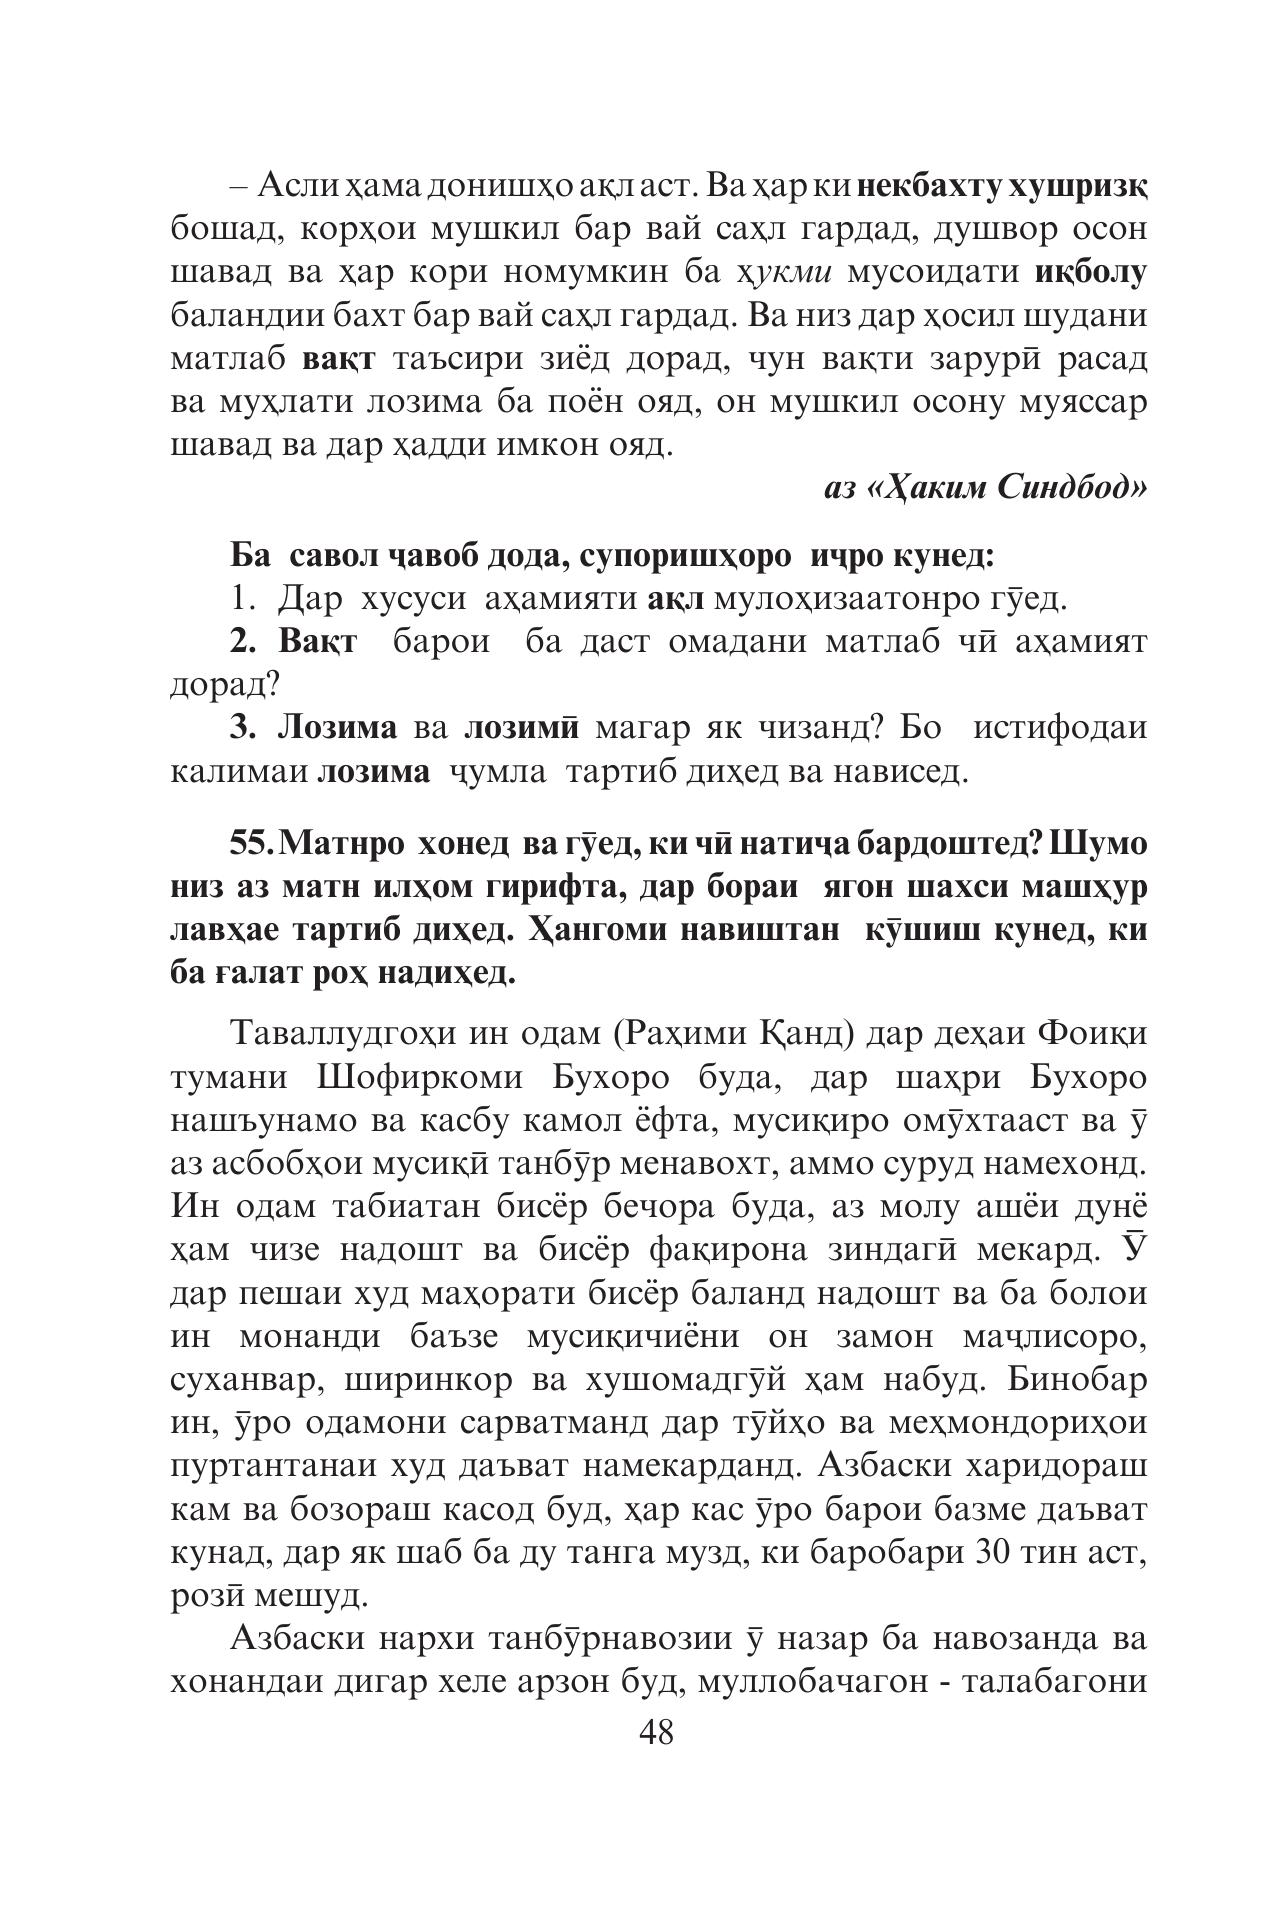 – Асли ҳама донишҳо ақл аст. Ва ҳар ки некбахту хушризқ
бошад, корҳои мушкил бар вай саҳл гардад, душвор осон
шавад ва ҳар кори номумкин ба ҳукми мусоидати иқболу
баландии бахт бар вай саҳл гардад. Ва низ дар ҳосил шудани
матлаб вақт таъсири зиёд дорад, чун вақти зарурӣ расад
ва муҳлати лозима ба поён ояд, он мушкил осону муяссар
шавад ва дар ҳадди имкон ояд.
аз «Ҳаким Синдбод»
Ба савол ҷавоб дода, супоришҳоро иҷро кунед:
1. Дар хусуси аҳамияти ақл мулоҳизаатонро гӯед.
2. Вақт барои ба даст омадани матлаб чӣ аҳамият
дорад?
3. Лозима ва лозимӣ магар як чизанд? Бо истифодаи
калимаи лозима ҷумла тартиб диҳед ва нависед.
55. Матнро хонед ва гӯед, ки чӣ натиҷа бардоштед? Шумо
низ аз матн илҳом гирифта, дар бораи ягон шахси машҳур
лавҳае тартиб диҳед. Ҳангоми навиштан кӯшиш кунед, ки
ба ғалат роҳ надиҳед.
Таваллудгоҳи ин одам (Раҳими Қанд) дар деҳаи Фоиқи
тумани Шофиркоми Бухоро буда, дар шаҳри Бухоро
нашъунамо ва касбу камол ёфта, мусиқиро омӯхтааст ва ӯ
аз асбобҳои мусиқӣ танбӯр менавохт, аммо суруд намехонд.
Ин одам табиатан бисёр бечора буда, аз молу ашёи дунё
ҳам чизе надошт ва бисёр фақирона зиндагӣ мекард. Ӯ
дар пешаи худ маҳорати бисёр баланд надошт ва ба болои
ин монанди баъзе мусиқичиёни он замон маҷлисоро,
суханвар, ширинкор ва хушомадгӯй ҳам набуд. Бинобар
ин, ӯро одамони сарватманд дар тӯйҳо ва меҳмондориҳои
пуртантанаи худ даъват намекарданд. Азбаски харидораш
кам ва бозораш касод буд, ҳар кас ӯро барои базме даъват
кунад, дар як шаб ба ду танга музд, ки баробари 30 тин аст,
розӣ мешуд.
Азбаски нархи танбӯрнавозии ӯ назар ба навозанда ва
хонандаи дигар хеле арзон буд, муллобачагон - талабагони
48